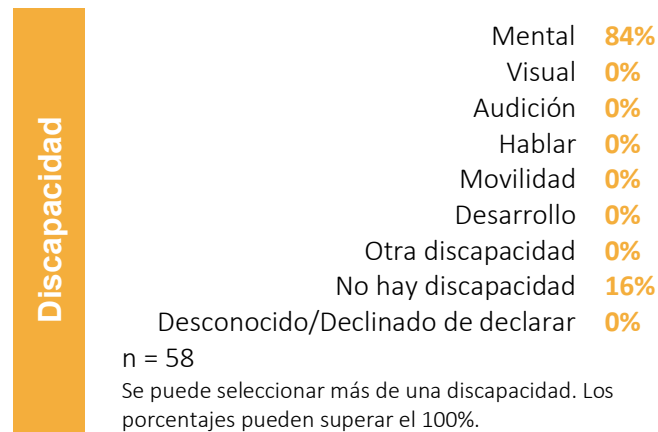 Discapacidad
Mental 84%
Visual 0%
Audición 0%
Hablar 0%
Movilidad 0%
Desarrollo 0%
Otra discapacidad 0%
No hay discapacidad 16%
Desconocido/Declinado de declarar 0%
n = 58
Se puede seleccionar más de una discapacidad. Los
porcentajes pueden superar el 100%.